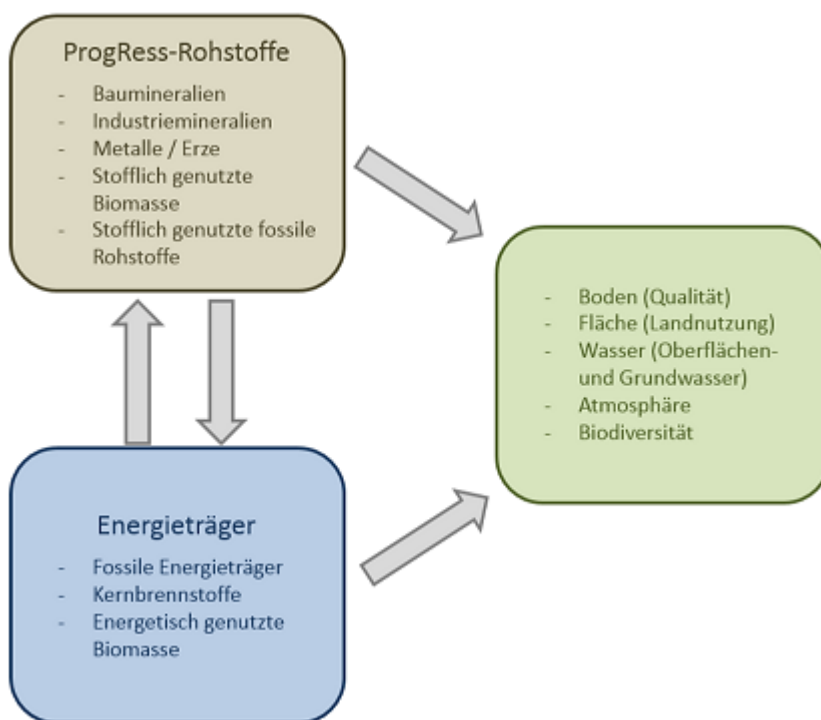 ProgRess-Rohstoffe
- Baumineralien
- Industriemineralien
- Metalle / Erze
- Stofflich genutzte
Biomasse
- Stofflich genutzte fossile
Rohstoffe
- Boden (Qualität)
- Fläche (Landnutzung)
- Wasser (Oberflächen-
und Grundwasser)
- Atmosphäre
- Biodiversität
Energieträger
- Fossile Energieträger
- Kernbrennstoffe
- Energetisch genutzte
Biomasse